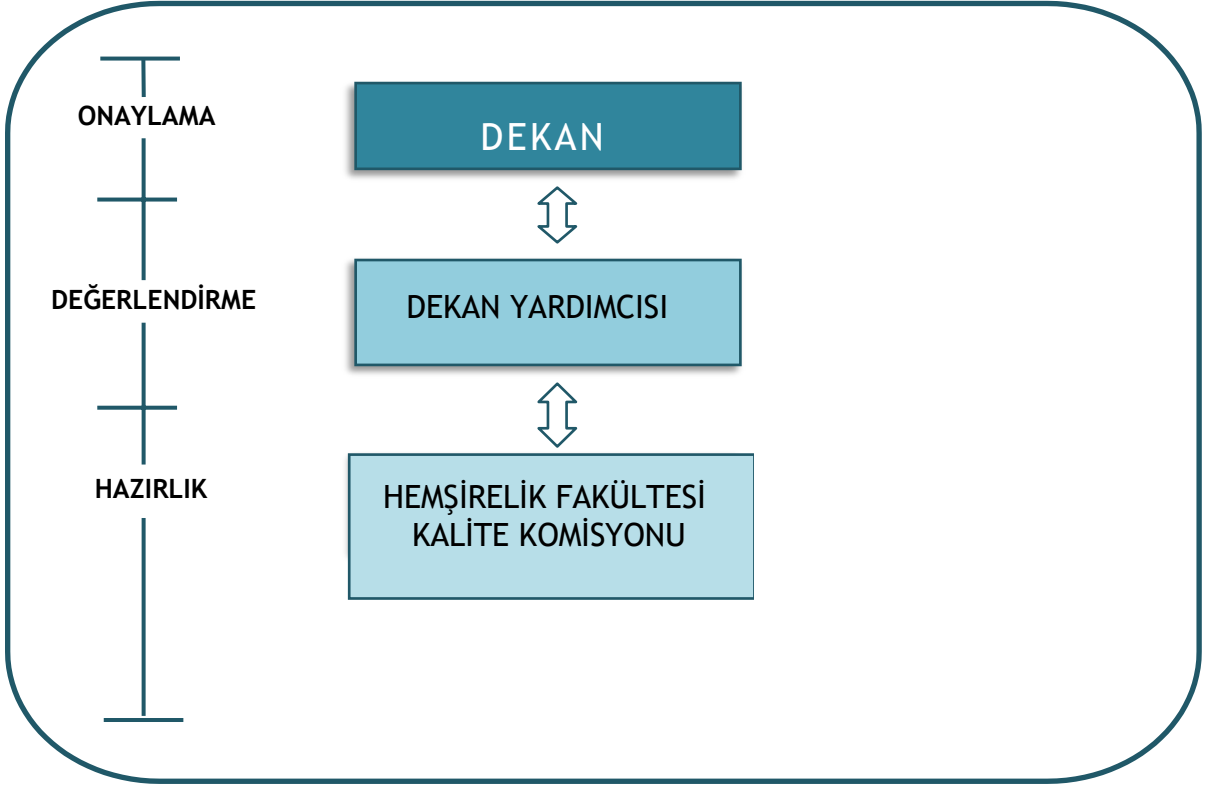 ONAYLAMA
DEKAN
DEĞERLENDİRME
DEKAN YARDIMCISI
HAZIRLIK
HEMŞİRELİK FAKÜLTESİ
KALİTE KOMİSYONU